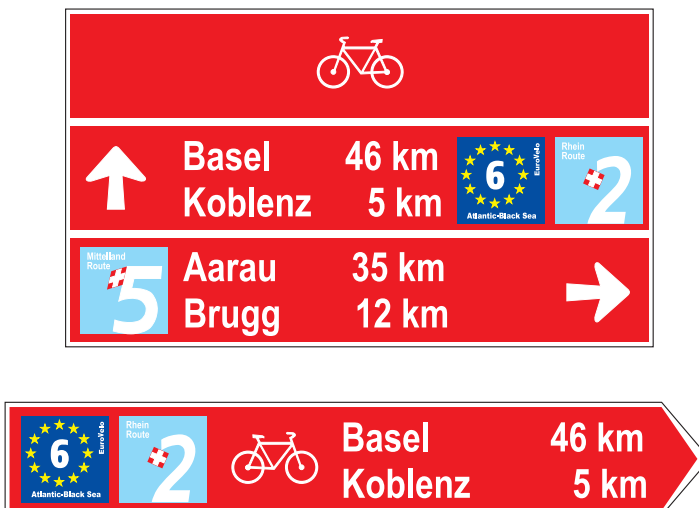 Basel 46 km
Koblenz 5 km
6
EuroVelo
Atlantic•Black Sea
Rhein
Route
2
Mittelland
Route
5
Aarau 35 km
Brugg 12 km
6
EuroVelo
Atlantic•Black Sea
Rhein
Route
2
Basel 46 km
Koblenz 5 km